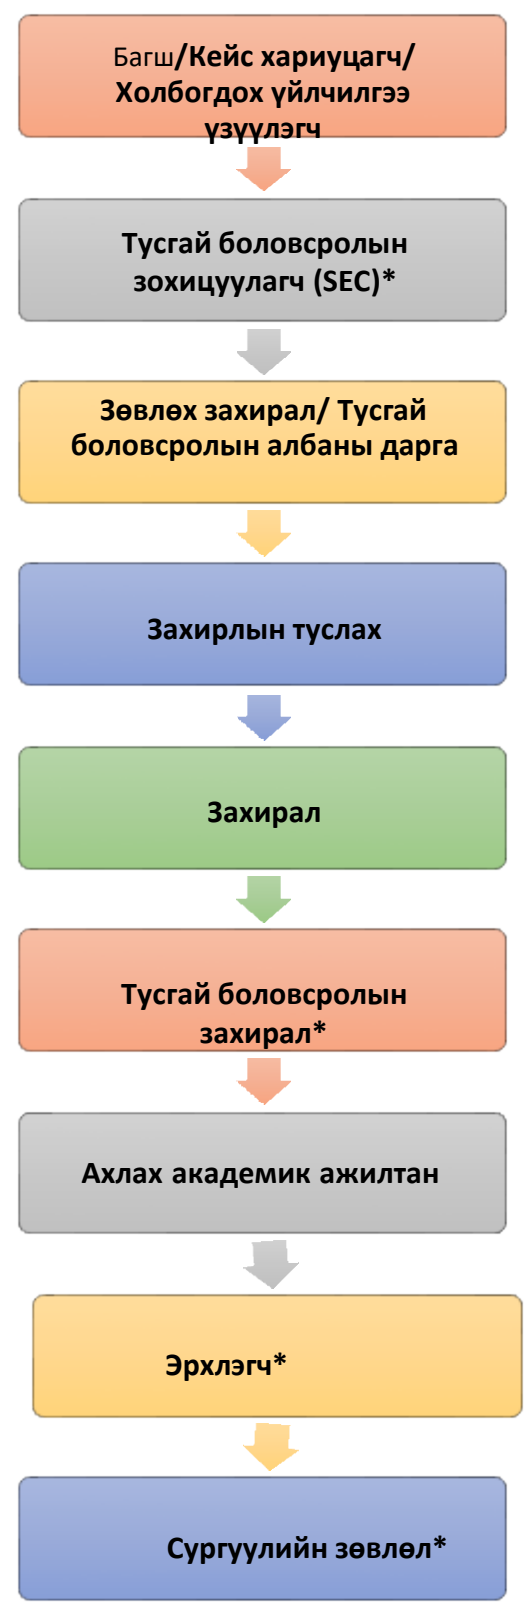 Багш/Кейс хариуцагч/
Холбогдох үйлчилгээ
үзүүлэгч
Тусгай боловсролын
зохицуулагч (SEC)*
Зөвлөх захирал/ Тусгай
боловсролын албаны дарга
Захирлын туслах
Захирал
Тусгай боловсролын
захирал*
Ахлах академик ажилтан
Эрхлэгч*
Сургуулийн зөвлөл*